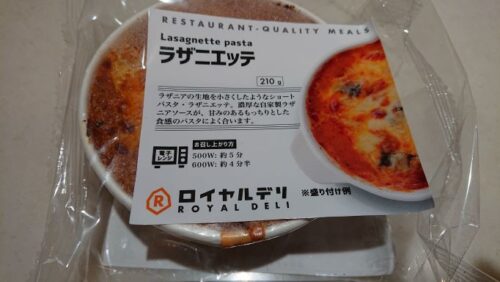 RESTAURANT-QUALITY MEALS
Lasagnette pasta
ラザニエッテ
210g
ラザニアの生地を小さくしたようなショート
パスタ・ラザニエッテ。濃厚な自家製ラザ
ニアソースが、甘みのあるもっちりとした
食感のパスタによく合います。
お召し上がり方
電子
レンジ
500W: 約5分
600W: 約4分半
R
ロイヤルデリ
ROYAL DELI
※盛り付け例